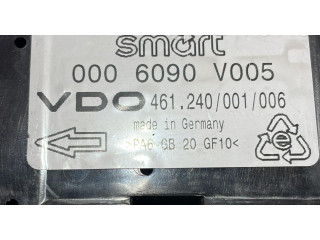 smart
000 6090 V005
VDO 461.240/001/006
made in Germany
>PA6 GB 20 GF10<
e